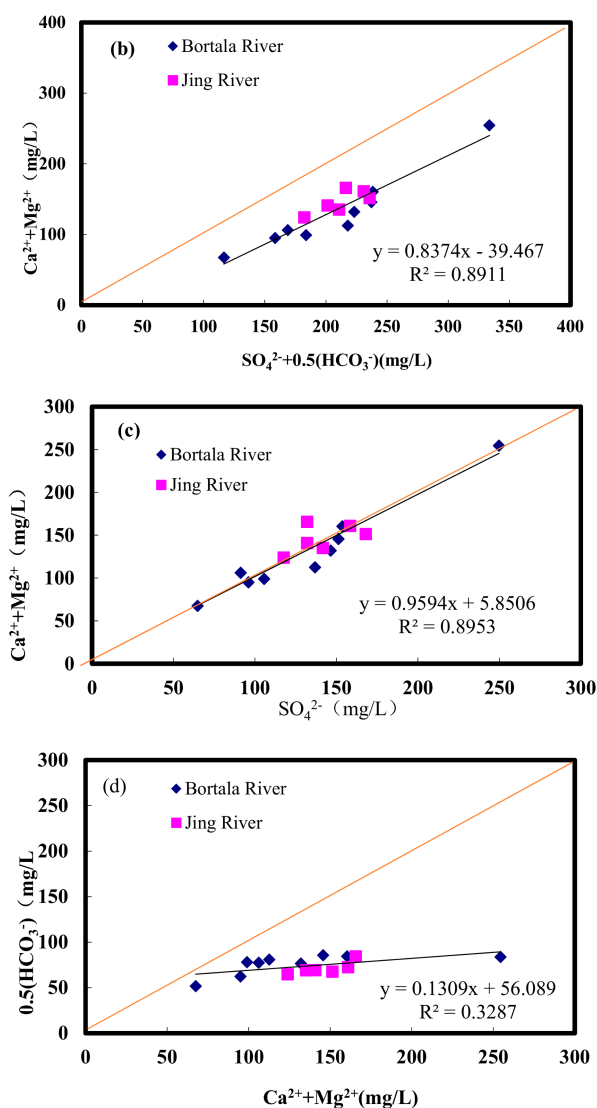 (b)
Bortala River
Jing River
400
300
200
100
0
Ca²⁺+Mg²⁺（mg/L）
y = 0.8374x - 39.467
R² = 0.8911
0 100 150 200 250 300 350 400
SO₄²⁻+0.5(HCO₃⁻)(mg/L)
(c)
Bortala River
Jing River
300
250
200
150
100
50
0
Ca²⁺+Mg²⁺（mg/L）
y = 0.9594x + 5.8506
R² = 0.8953
0 50 100 150 200 250 300
SO₄²⁻（mg/L）
(d)
Bortala River
Jing River
300
250
200
150
100
50
0
0.5(HCO₃⁻)（mg/L
y = 0.1309x + 56.089
R² = 0.3287
0 50 100 150 200 250 300
Ca²⁺+Mg²⁺(mg/L)